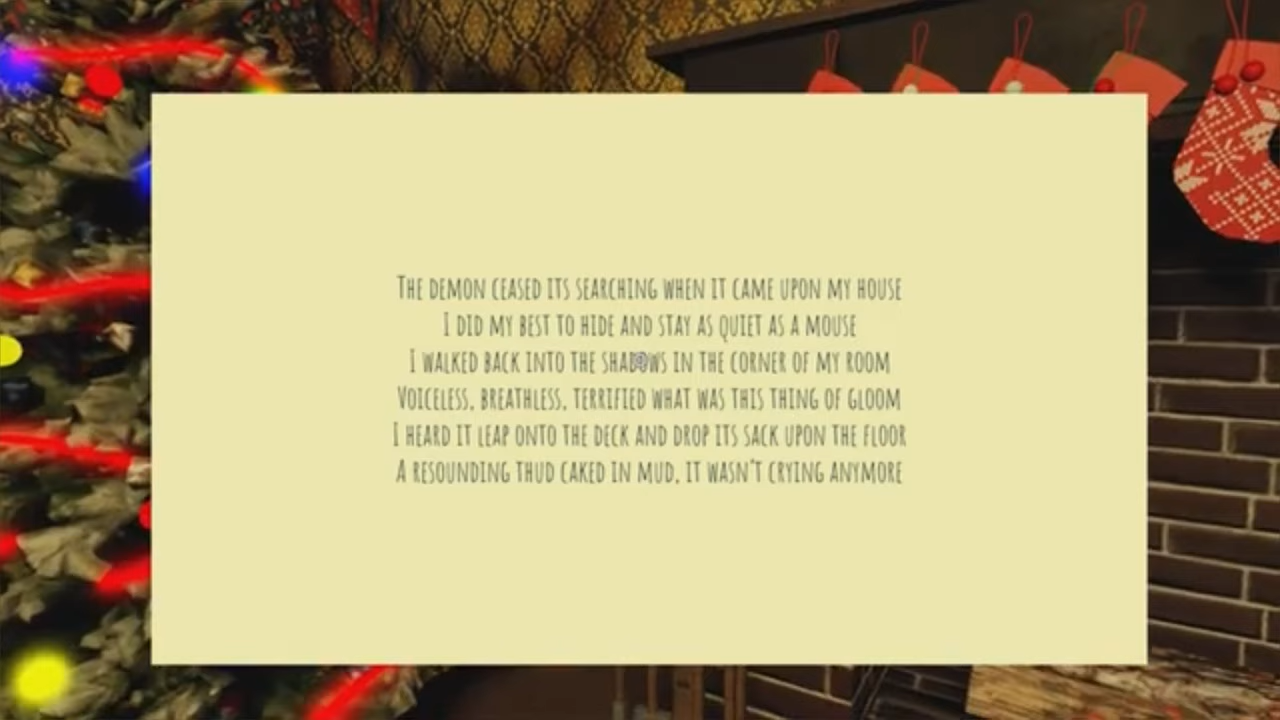 The demon ceased its searching when it came upon my house
I did my best to hide and stay as quiet as a mouse
I walked back into the shadows in the corner of my room
Voiceless, breathless, terrified what was this thing of gloom
I heard it leap onto the deck and drop its sack upon the floor
A resounding thud caked in mud, it wasn't crying anymore